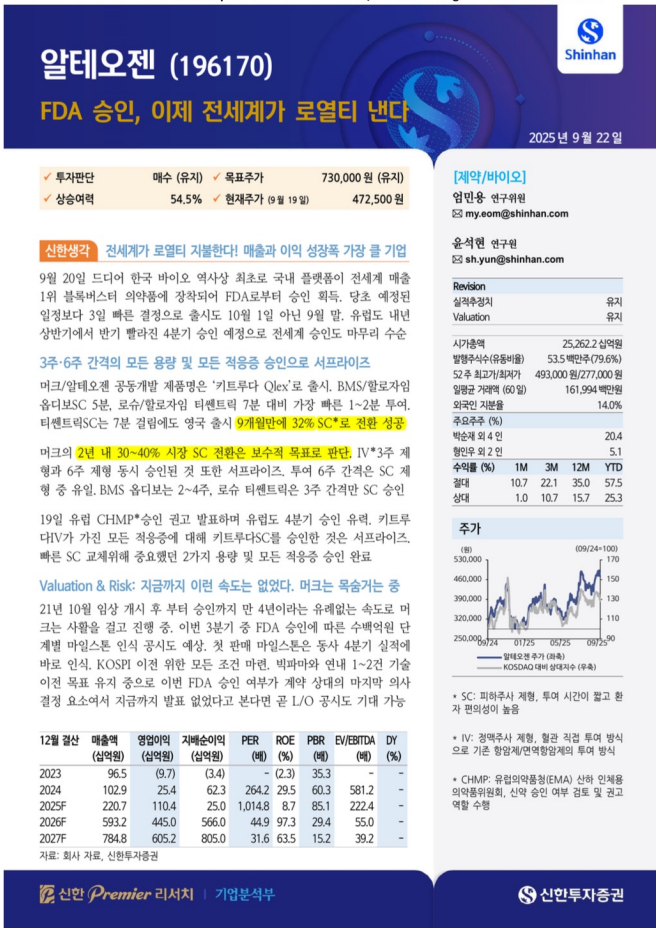 Shinhan
알테오젠 (196170)
FDA 승인, 이제 전세계가 로열티 낸다
2025년 9월 22일
✓ 투자판단 매수 (유지) ✓ 목표주가 730,000 원 (유지)
✓ 상승여력 54.5% ✓ 현재주가 (9월 19일) 472,500 원
신한생각 전세계가 로열티 지불한다! 매출과 이익 성장폭 가장 클 기업
9월 20일 드디어 한국 바이오 역사상 최초로 국내 플랫폼이 전세계 매출
1위 블록버스터 의약품에 장착되어 FDA로부터 승인 획득. 당초 예정된
일정보다 3일 빠른 결정으로 출시도 10월 1일 아닌 9월 말. 유럽도 내년
상반기에서 반기 빨라진 4분기 승인 예정으로 전세계 승인도 마무리 수순
3주·6주 간격의 모든 용량 및 모든 적응증 승인으로 서프라이즈
머크/알테오젠 공동개발 제품명은 '키트루다 Qlex'로 출시. BMS/할로자임
옵디보SC 5분, 로슈/할로자임 티쎈트릭 7분 대비 가장 빠른 1~2분 투여.
티쎈트릭SC는 7분 걸림에도 영국 출시 9개월만에 32% SC*로 전환 성공
머크의 2년 내 30~40% 시장 SC 전환은 보수적 목표로 판단. IV*3주 제
형과 6주 제형 동시 승인된 것 또한 서프라이즈. 투여 6주 간격은 SC 제
형 중 유일. BMS 옵디보는 2~4주, 로슈 티쎈트릭은 3주 간격만 SC 승인
19일 유럽 CHMP*승인 권고 발표하며 유럽도 4분기 승인 유력. 키트루
다IV가 가진 모든 적응증에 대해 키트루다SC를 승인한 것은 서프라이즈.
빠른 SC 교체위해 중요했던 2가지 용량 및 모든 적응증 승인 완료
Valuation & Risk: 지금까지 이런 속도는 없었다. 머크는 목숨거는 중
21년 10월 임상 개시 후 부터 승인까지 만 4년이라는 유례없는 속도로 머
크는 사활을 걸고 진행 중. 이번 3분기 중 FDA 승인에 따른 수백억원 단
계별 마일스톤 인식 공시도 예상. 첫 판매 마일스톤은 동사 4분기 실적에
바로 인식. KOSPI 이전 위한 모든 조건 마련. 빅파마와 연내 1~2건 기술
이전 목표 유지 중으로 이번 FDA 승인 여부가 계약 상대의 마지막 의사
결정 요소여서 지금까지 발표 없었다고 본다면 곧 L/O 공시도 기대 가능
12월 결산 매출액 영업이익 지배순이익 PER ROE PBR EV/EBITDA DY
(십억원) (십억원) (십억원) (배) (%) (배) (배) (%)
2023 96.5 (9.7) (3.4) – (2.3) 35.3 – –
2024 102.9 25.4 62.3 264.2 29.5 60.3 581.2 –
2025F 220.7 110.4 25.0 1,014.8 8.7 85.1 222.4 –
2026F 593.2 445.0 566.0 44.9 97.3 29.4 55.0 –
2027F 784.8 605.2 805.0 31.6 63.5 15.2 39.2 –
자료: 회사 자료, 신한투자증권
[제약/바이오]
엄민용 연구위원
✉ my.eom@shinhan.com
윤석현 연구원
✉ sh.yun@shinhan.com
Revision
실적추정치 유지
Valuation 유지
시가총액 25,262.2 십억원
발행주식수(유동비율) 53.5 백만주(79.6%)
52 주 최고가/최저가 493,000 원/277,000 원
일평균 거래액 (60 일) 161,994 백만원
외국인 지분율 14.0%
주요주주 (%)
박순재 외 4 인 20.4
형인우 외 2 인 5.1
수익률 (%) 1M 3M 12M YTD
절대 10.7 22.1 35.0 57.5
상대 1.0 10.7 15.7 25.3
주가
(원) (09/24=100)
530,000 170
460,000 150
390,000 130
320,000 110
250,000 90
09/24 01/25 05/25 09/25
알테오젠 주가 (좌축)
KOSDAQ 대비 상대지수 (우축)
* SC: 피하주사 제형, 투여 시간이 짧고 환
자 편의성이 높음
* IV: 정맥주사 제형, 혈관 직접 투여 방식
으로 기존 항암제/면역항암제의 투여 방식
* CHMP: 유럽의약품청(EMA) 산하 인체용
의약품위원회, 신약 승인 여부 검토 및 권고
역할 수행
신한 Premier 리서치 | 기업분석부
신한투자증권